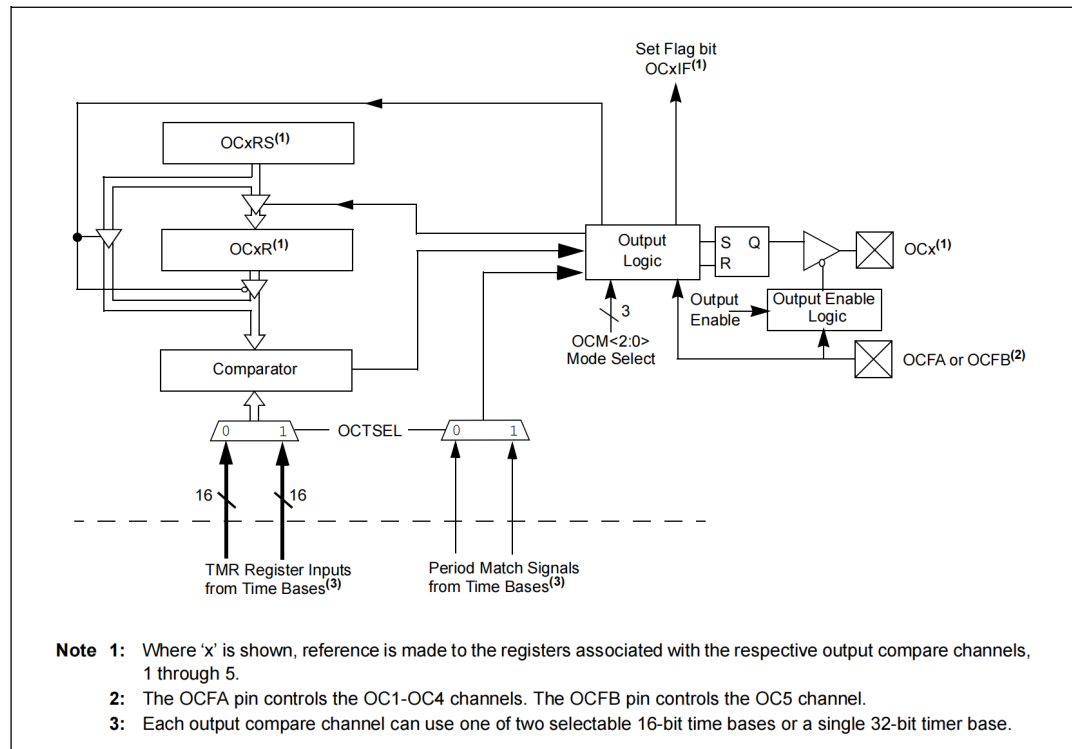 Set Flag bit
OCxIF(1)
OCxRS(1)
OCxR(1)
Output
Logic
S Q
R
OCx(1)
Output
Enable
Output Enable
Logic
3
OCM<2:0>
Mode Select
OCFA or OCFB(2)
Comparator
0 1
OCTSEL
0 1
16
16
TMR Register Inputs
from Time Bases(3)
Period Match Signals
from Time Bases(3)
Note 1: Where ‘x’ is shown, reference is made to the registers associated with the respective output compare channels,
1 through 5.
2: The OCFA pin controls the OC1-OC4 channels. The OCFB pin controls the OC5 channel.
3: Each output compare channel can use one of two selectable 16-bit time bases or a single 32-bit timer base.